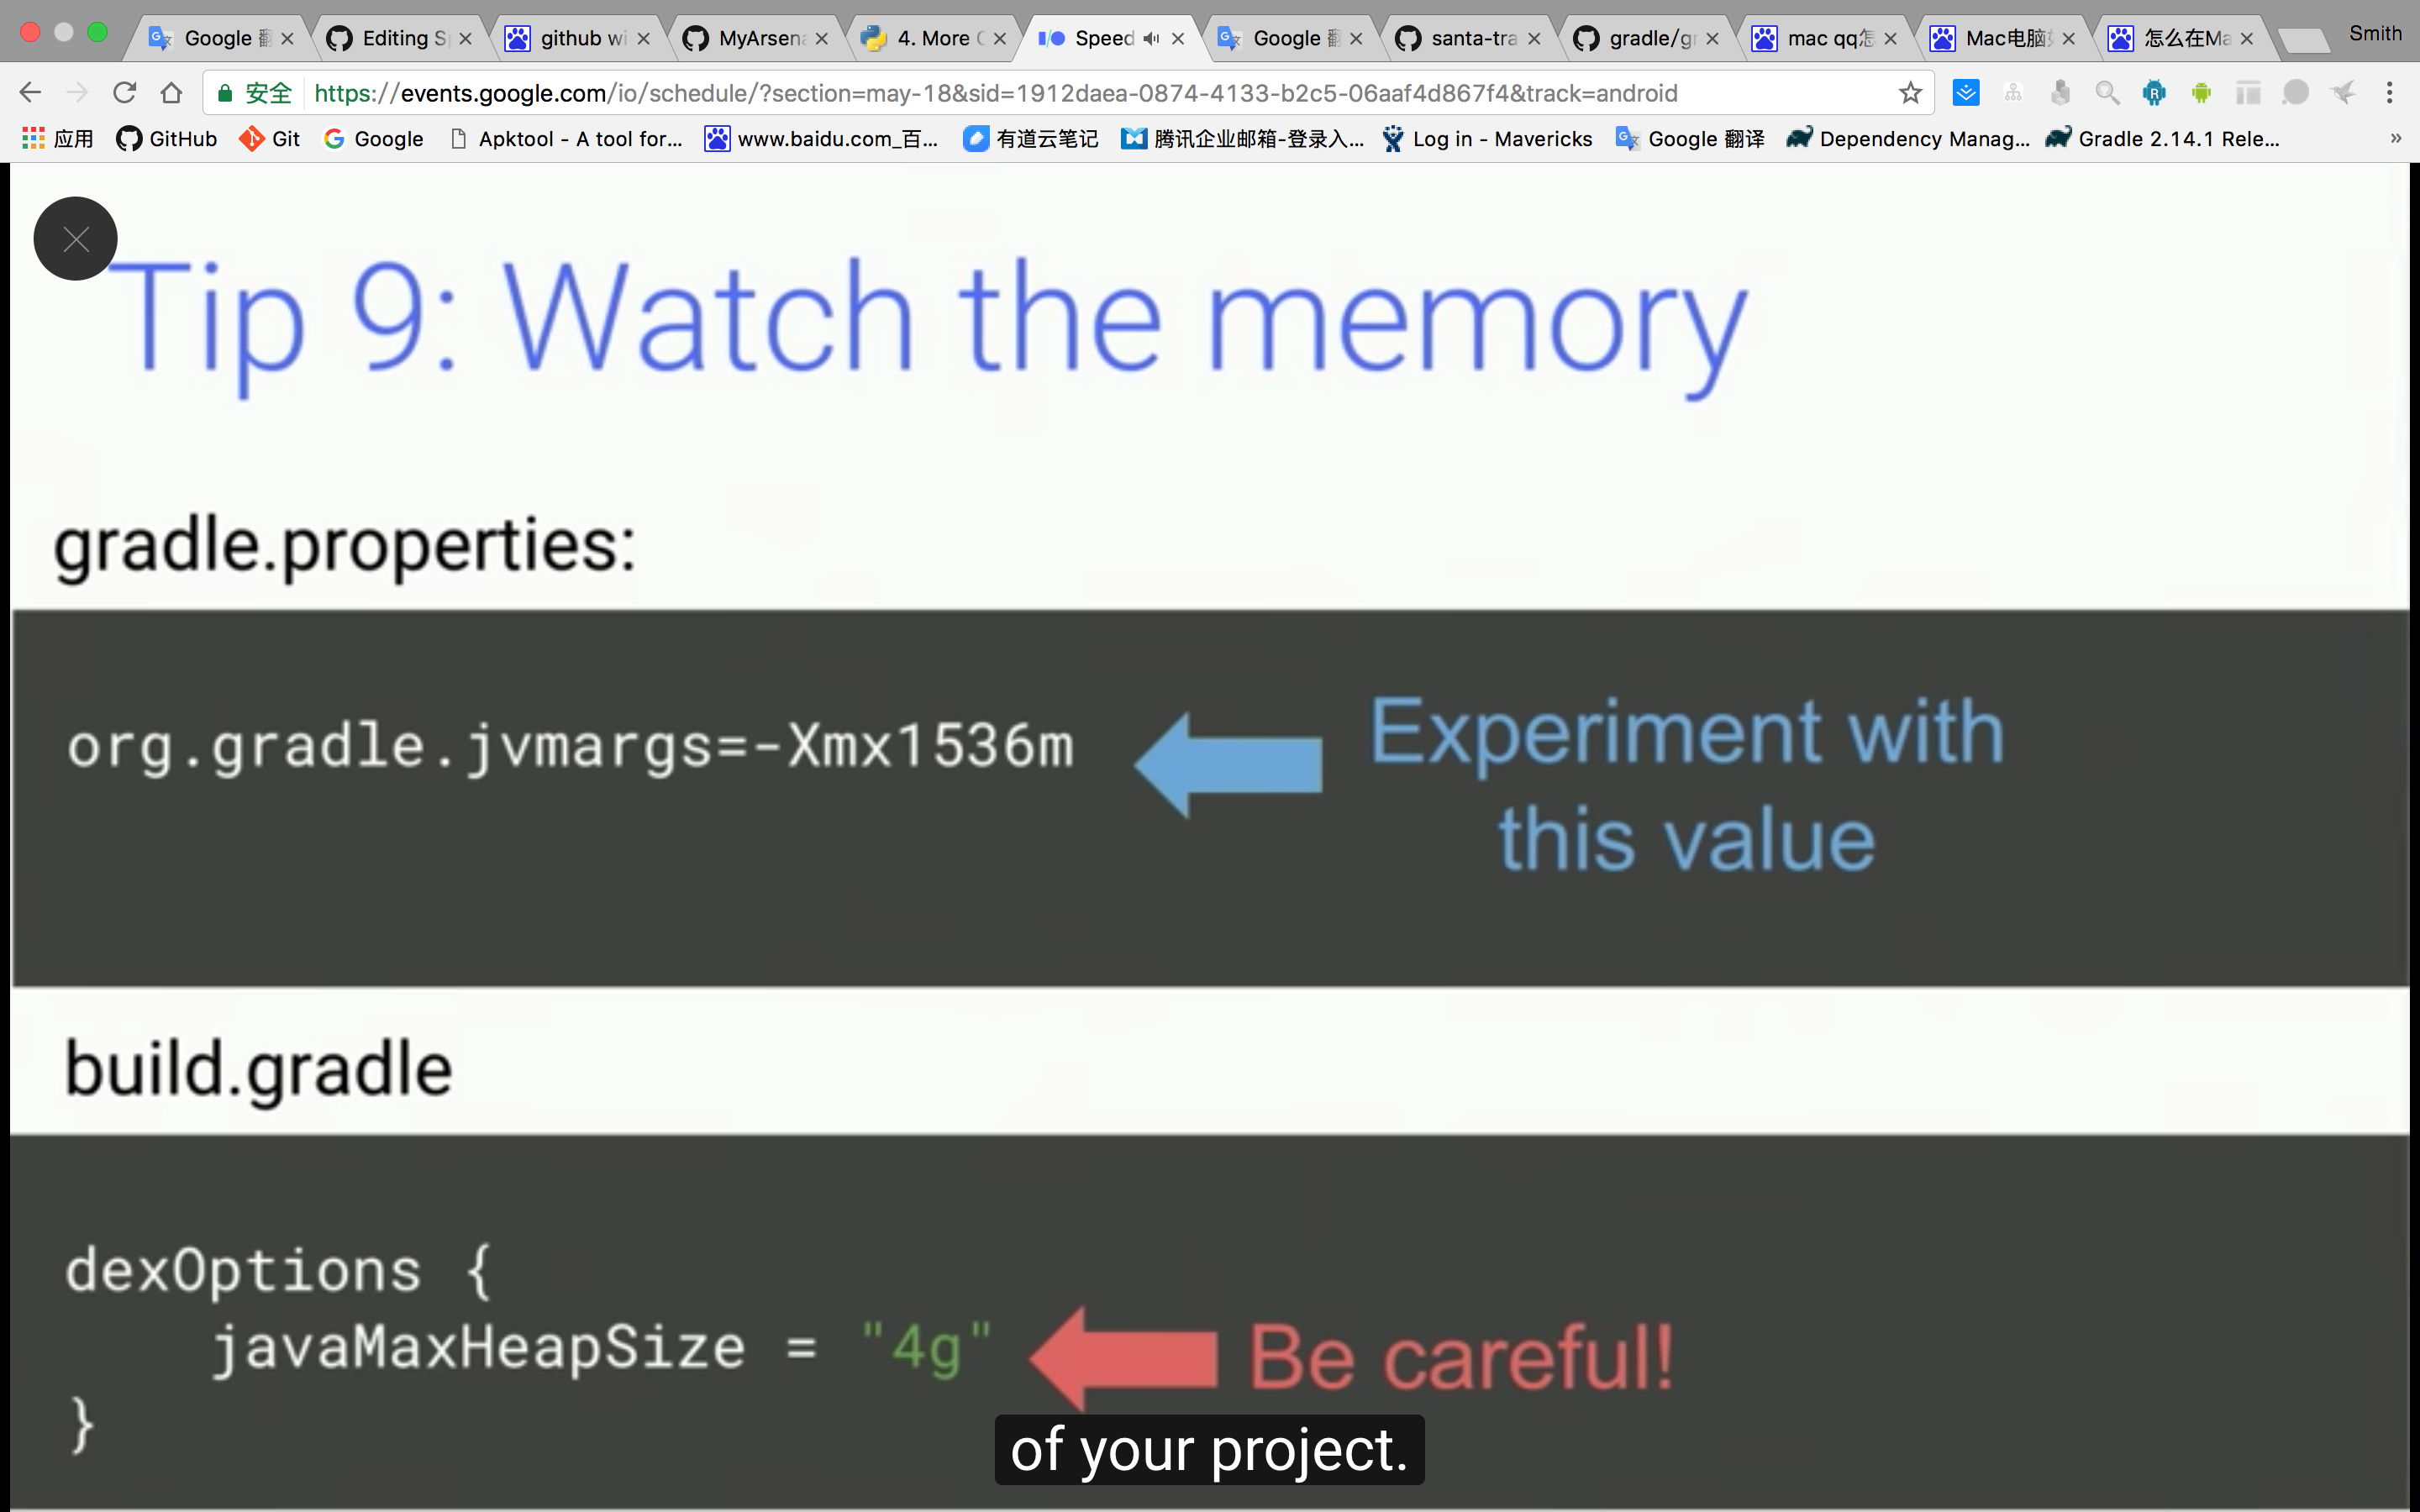 Google 翻
Editing S
github wi
MyArsena
4. More
Speed
Google 翻
santa-tra
gradle/g
mac qq怎
Mac电脑
怎么在Ma
Smith
安全 https://events.google.com/io/schedule/?section=may-18&sid=1912daea-0874-4133-b2c5-06aaf4d867f4&track=android
应用 GitHub Git Google Apktool - A tool for... www.baidu.com_百... 有道云笔记 腾讯企业邮箱-登录入... Log in - Mavericks Google 翻译 Dependency Manag... Gradle 2.14.1 Rele... »
Tip 9: Watch the memory
gradle.properties:
org.gradle.jvmargs=-Xmx1536m
Experiment with
this value
build.gradle
dexOptions {
javaMaxHeapSize = "4g"
Be careful!
}
of your project.